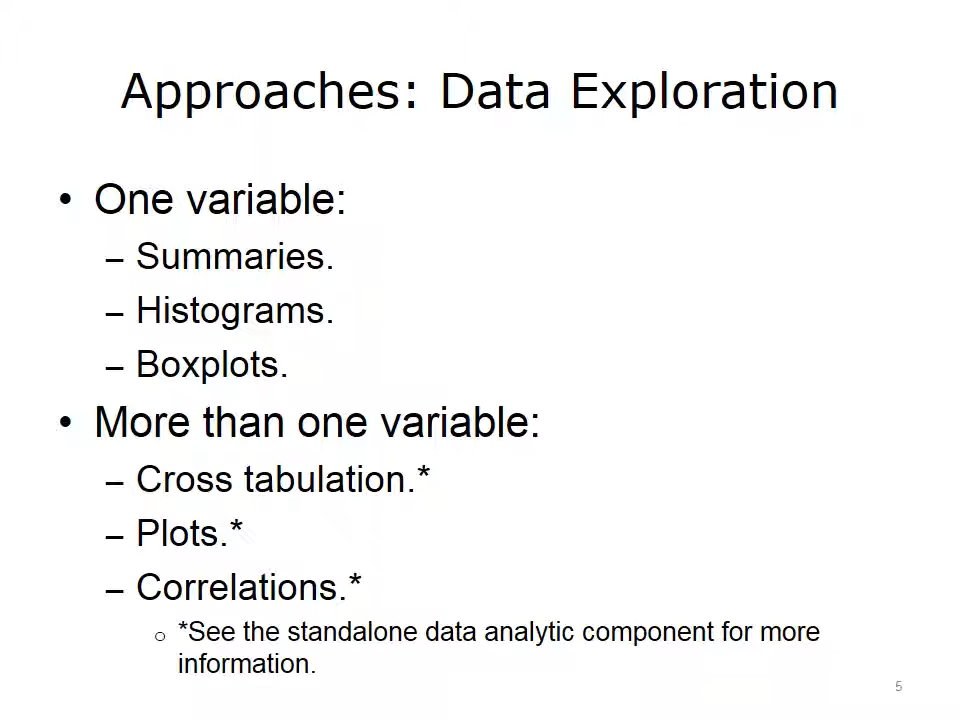 Approaches: Data Exploration
• One variable:
– Summaries.
– Histograms.
– Boxplots.
• More than one variable:
– Cross tabulation.*
– Plots.*
– Correlations.*
o *See the standalone data analytic component for more
information.
5